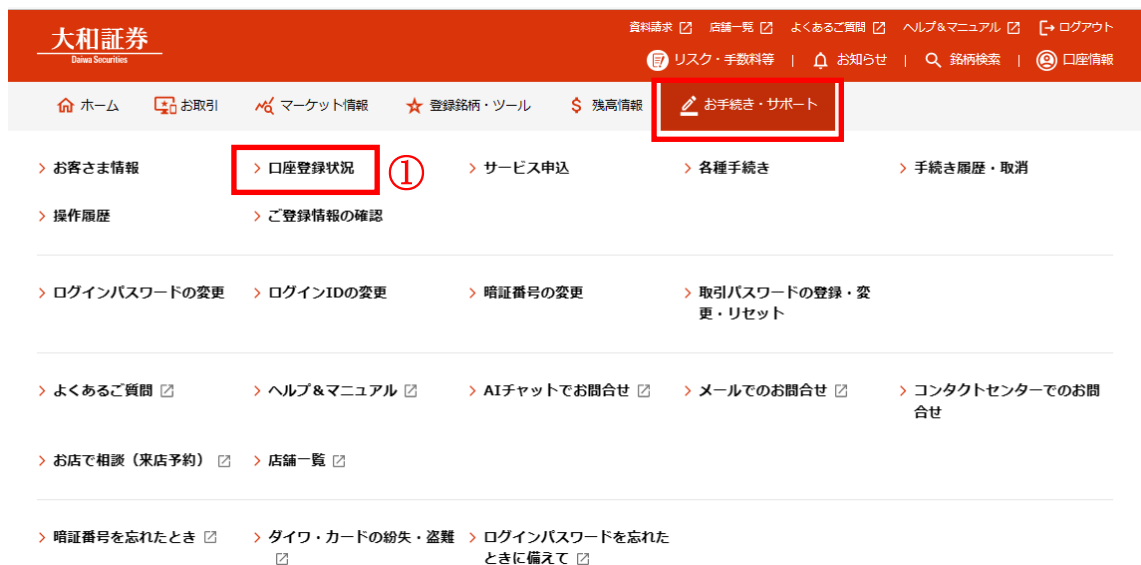 大和証券
Daiwa Securities
資料請求 店舗一覧 よくあるご質問 ヘルプ&マニュアル ログアウト
リスク・手数料等 | お知らせ | 銘柄検索 | 口座情報
ホーム お取引 マーケット情報 登録銘柄・ツール 残高情報 お手続き・サポート
お客さま情報 口座登録状況 ① サービス申込 各種手続き 手続き履歴・取消
操作履歴 ご登録情報の確認
ログインパスワードの変更 ログインIDの変更 暗証番号の変更 取引パスワードの登録・変
更・リセット
よくあるご質問 ヘルプ&マニュアル AIチャットでお問合せ メールでのお問合せ コンタクトセンターでのお問
合せ
お店で相談(来店予約) 店舗一覧
暗証番号を忘れたとき ダイワ・カードの紛失・盗難 ログインパスワードを忘れた
ときに備えて